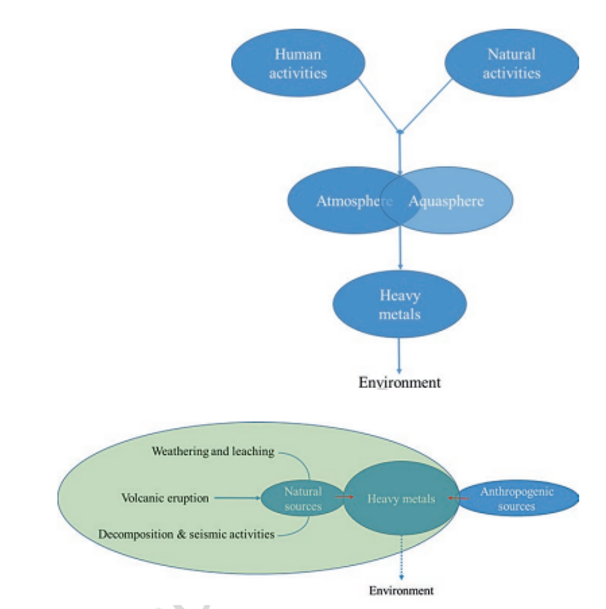 Human
activities
Natural
activities
Atmosphere
Aquasphere
Heavy
metals
Environment
Weathering and leaching
Volcanic eruption
Decomposition & seismic activities
Natural
sources
Heavy metals
Anthropogenic
sources
Environment